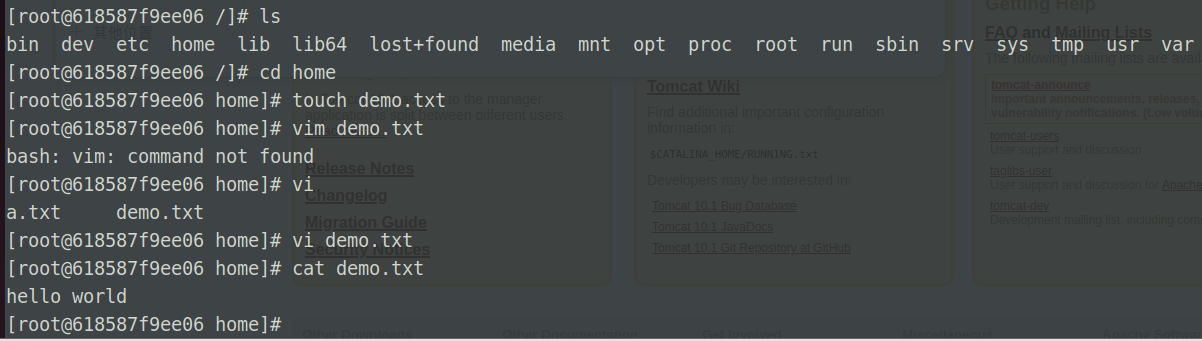 [root@618587f9ee06 /]# ls
bin dev etc home lib lib64 lost+found media mnt opt proc root run sbin srv sys tmp usr var
[root@618587f9ee06 /]# cd home
[root@618587f9ee06 home]# touch demo.txt
[root@618587f9ee06 home]# vim demo.txt
bash: vim: command not found
[root@618587f9ee06 home]# vi
a.txt demo.txt
[root@618587f9ee06 home]# vi demo.txt
[root@618587f9ee06 home]# cat demo.txt
hello world
[root@618587f9ee06 home]#
to the manager
application is split between different users.
Release Notes
Changelog
Migration Guide
Security Notices
Tomcat Wiki
Find additional important configuration
information in:
$CATALINA_HOME/RUNNING.txt
Developers may be interested in:
Tomcat 10.1 Bug Database
Tomcat 10.1 JavaDocs
Tomcat 10.1 Git Repository at GitHub
Getting Help
FAQ and Mailing Lists
The following mailing lists are
tomcat-announce
Important announcements, releases,
vulnerability notifications. (Low
tomcat-users
User support and discussion
taglibs-user
User support and discussion for
tomcat-dev
Development mailing list, including
Other Downloads
Other Documentation
Get Involved
Miscellaneous
Apache